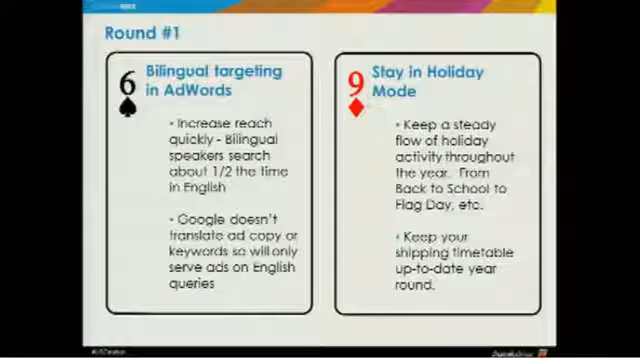 Round #1
6
Bilingual targeting
in AdWords
• Increase reach
quickly - Bilingual
speakers search
about 1/2 the time
in English
• Google doesn't
translate ad copy or
keywords so will only
serve ads on English
queries
9
Stay in Holiday
Mode
• Keep a steady
flow of holiday
activity throughout
the year. From
Back to School to
Flag Day, etc.
• Keep your
shipping timetable
up-to-date year
round.